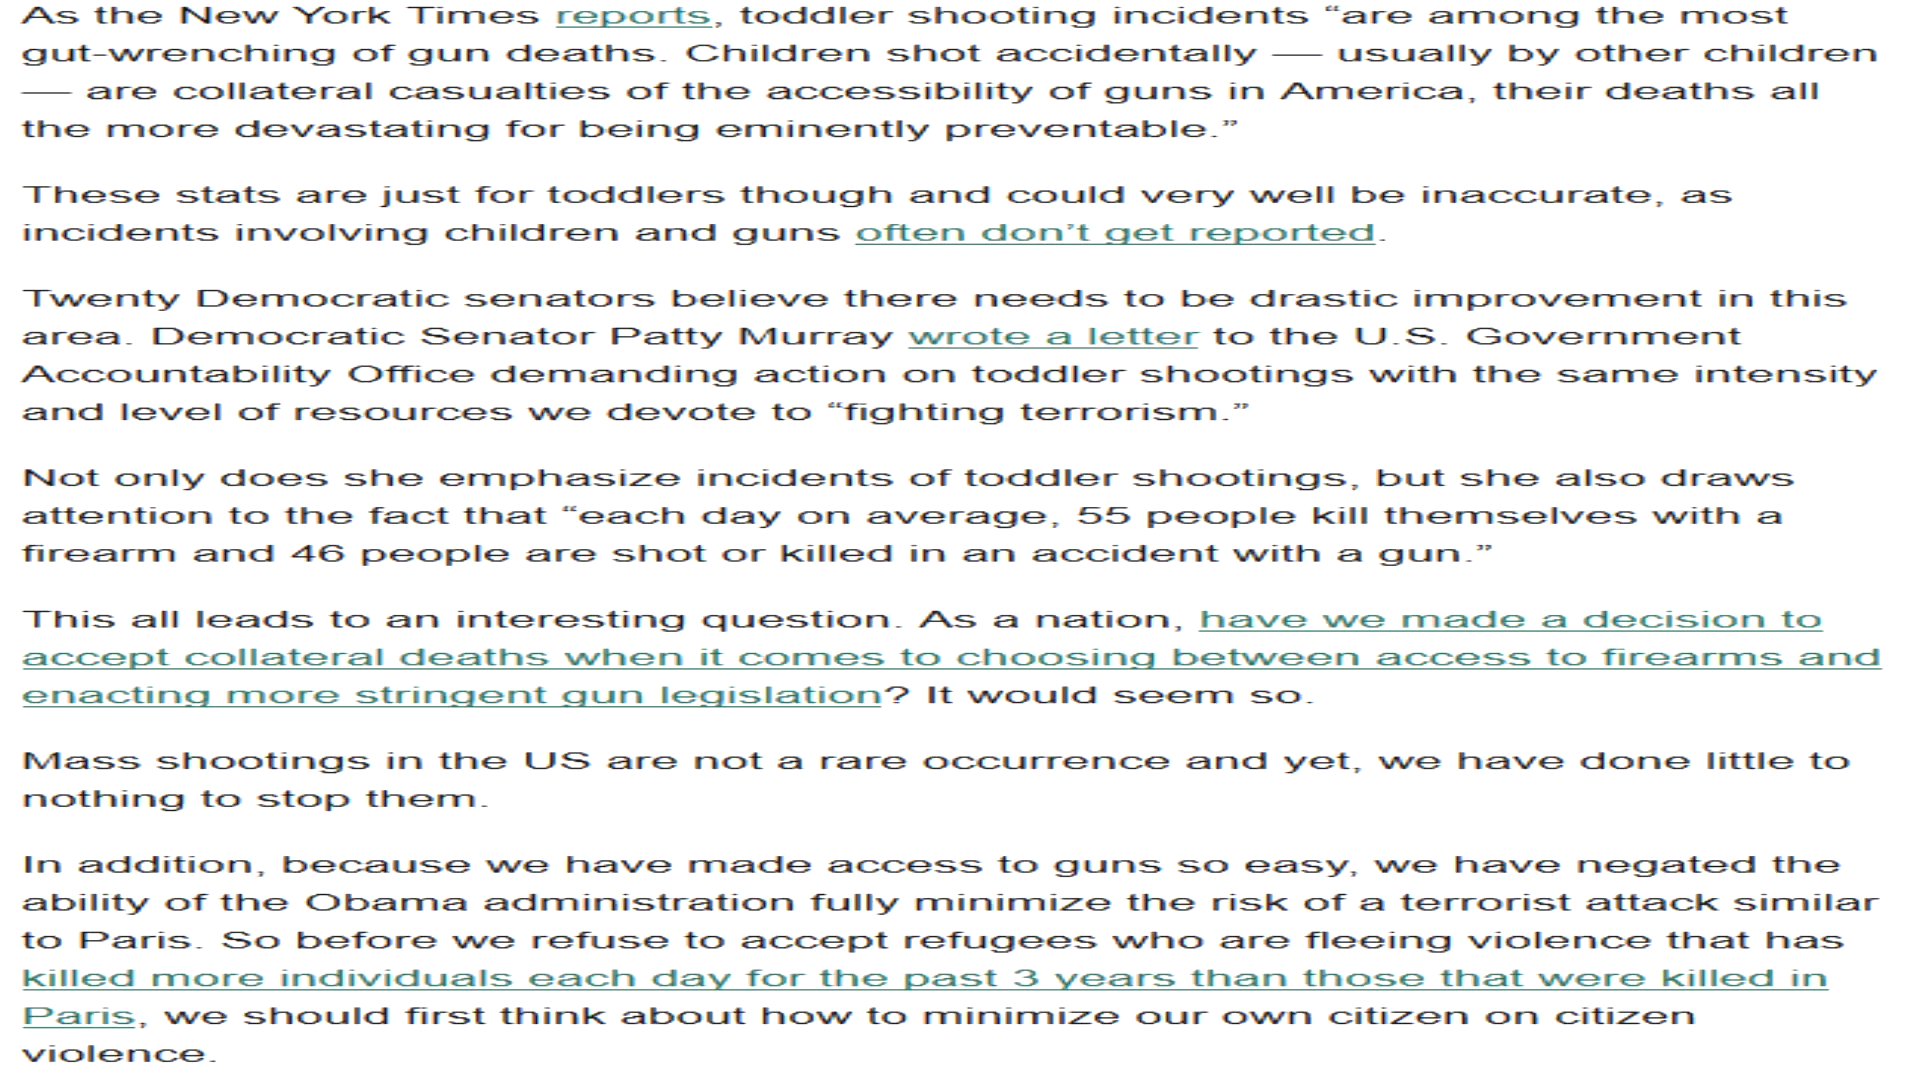 As the New York Times reports, toddler shooting incidents “are among the most
gut-wrenching of gun deaths. Children shot accidentally — usually by other children
— are collateral casualties of the accessibility of guns in America, their deaths all
the more devastating for being eminently preventable.”
These stats are just for toddlers though and could very well be inaccurate, as
incidents involving children and guns often don’t get reported.
Twenty Democratic senators believe there needs to be drastic improvement in this
area. Democratic Senator Patty Murray wrote a letter to the U.S. Government
Accountability Office demanding action on toddler shootings with the same intensity
and level of resources we devote to “fighting terrorism.”
Not only does she emphasize incidents of toddler shootings, but she also draws
attention to the fact that “each day on average, 55 people kill themselves with a
firearm and 46 people are shot or killed in an accident with a gun.”
This all leads to an interesting question. As a nation, have we made a decision to
accept collateral deaths when it comes to choosing between access to firearms and
enacting more stringent gun legislation? It would seem so.
Mass shootings in the US are not a rare occurrence and yet, we have done little to
nothing to stop them.
In addition, because we have made access to guns so easy, we have negated the
ability of the Obama administration fully minimize the risk of a terrorist attack similar
to Paris. So before we refuse to accept refugees who are fleeing violence that has
killed more individuals each day for the past 3 years than those that were killed in
Paris, we should first think about how to minimize our own citizen on citizen
violence.